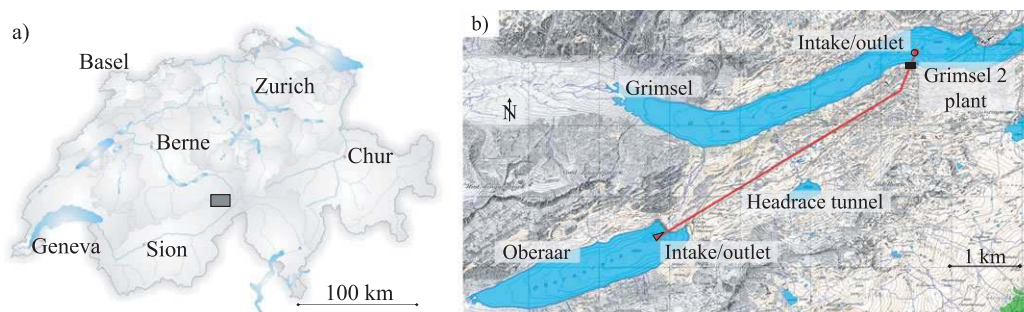 a)
Basel
Zurich
Berne
Chur
Geneva
Sion
100 km
b)
Intake/outlet
Grimsel
Grimsel 2
plant
N
Headrace tunnel
Oberaar
Intake/outlet
1 km